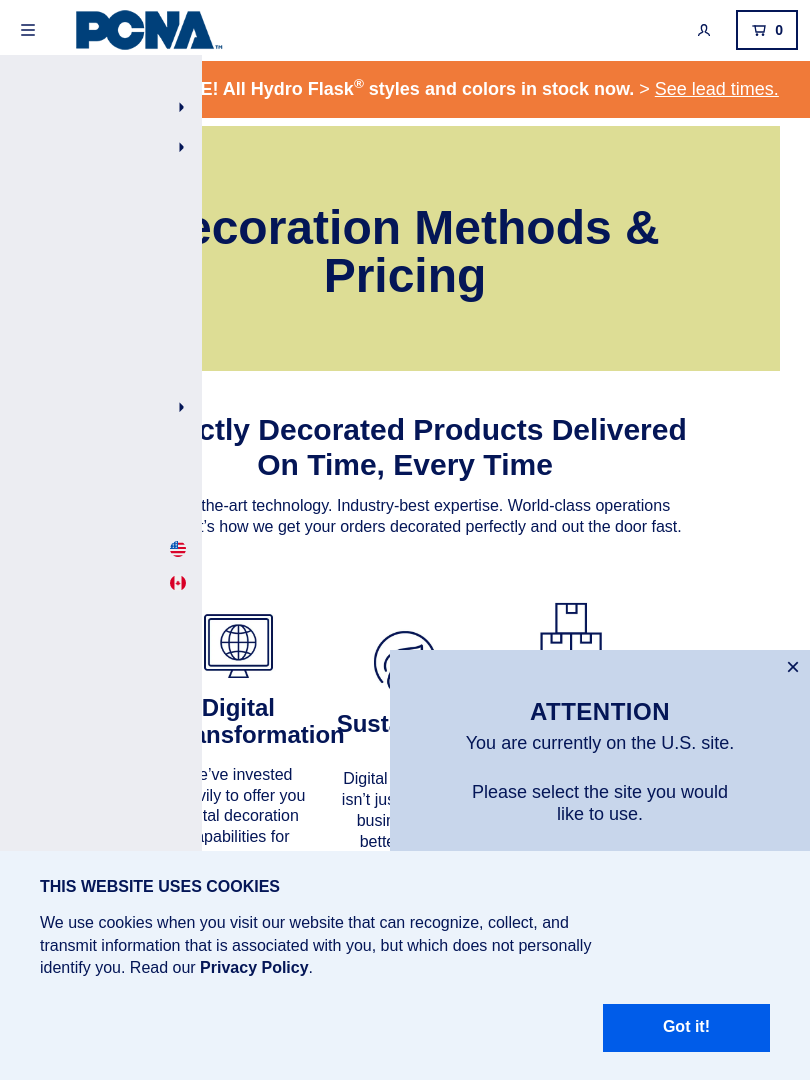 PCNA™
0
E! All Hydro Flask® styles and colors in stock now. > See lead times.
ecoration Methods &
Pricing
ctly Decorated Products Delivered
On Time, Every Time
the-art technology. Industry-best expertise. World-class operations
t’s how we get your orders decorated perfectly and out the door fast.
Digital
ansformation
e’ve invested
vily to offer you
ital decoration
apabilities for
Digital
isn’t jus
busin
bette
ATTENTION
You are currently on the U.S. site.
Please select the site you would
like to use.
THIS WEBSITE USES COOKIES
We use cookies when you visit our website that can recognize, collect, and
transmit information that is associated with you, but which does not personally
identify you. Read our Privacy Policy.
Got it!